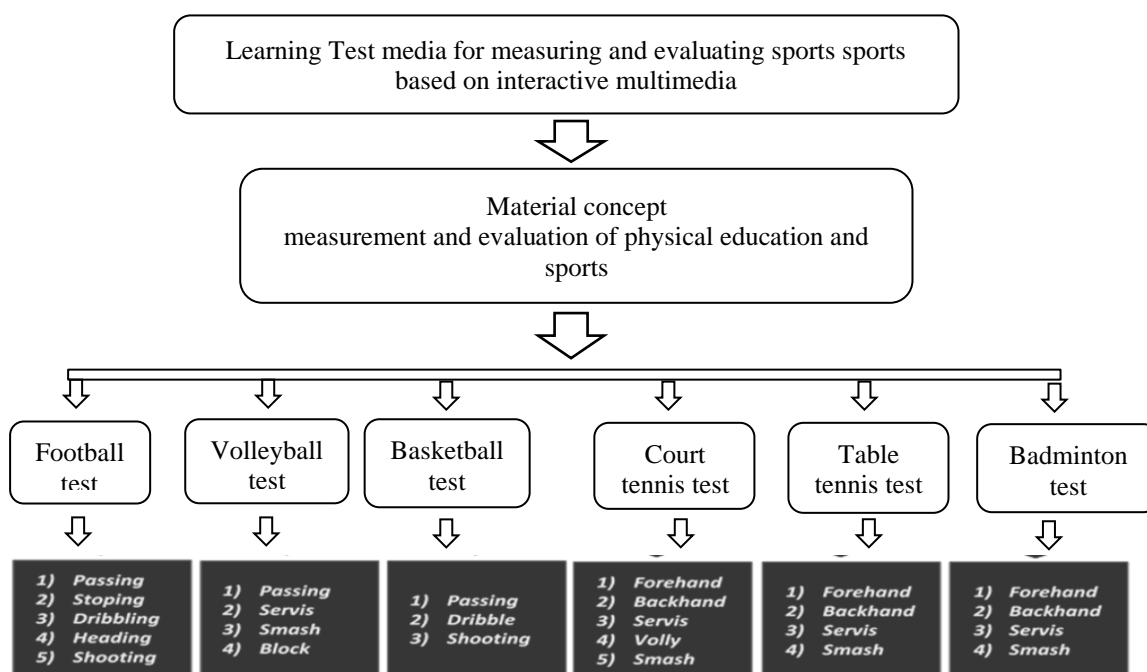 Learning Test media for measuring and evaluating sports sports
based on interactive multimedia
Material concept
measurement and evaluation of physical education and
sports
Football
test
Volleyball
test
Basketball
test
Court
tennis test
Table
tennis test
Badminton
test
1) Passing
2) Stoping
3) Dribbling
4) Heading
5) Shooting
1) Passing
2) Servis
3) Smash
4) Block
1) Passing
2) Dribble
3) Shooting
1) Forehand
2) Backhand
3) Servis
4) Volly
5) Smash
1) Forehand
2) Backhand
3) Servis
4) Smash
1) Forehand
2) Backhand
3) Servis
4) Smash